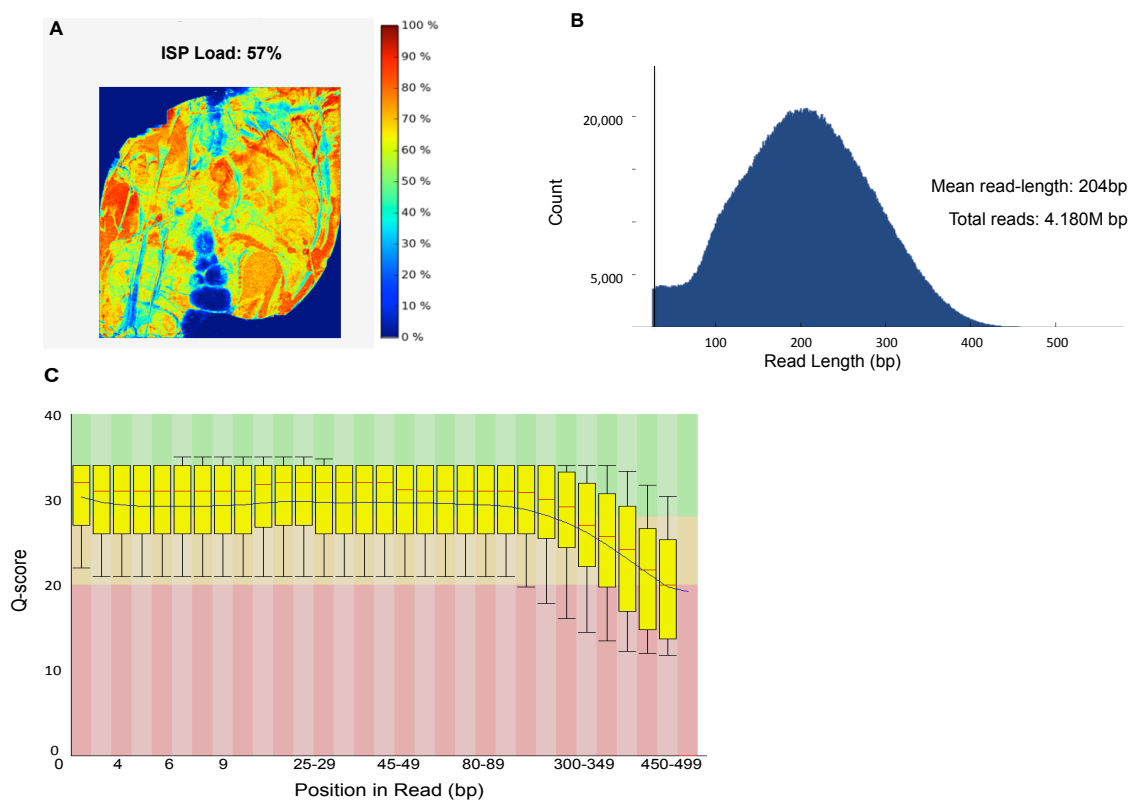 A
ISP Load: 57%
100 %
90 %
80 %
70 %
60 %
50 %
40 %
30 %
20 %
10 %
0 %
B
20,000
5,000
Count
Mean read-length: 204bp
Total reads: 4.180M bp
100 200 300 400 500
Read Length (bp)
C
40
30
20
10
0
Q-score
0 4 6 9 25-29 45-49 80-89 300-349 450-499
Position in Read (bp)